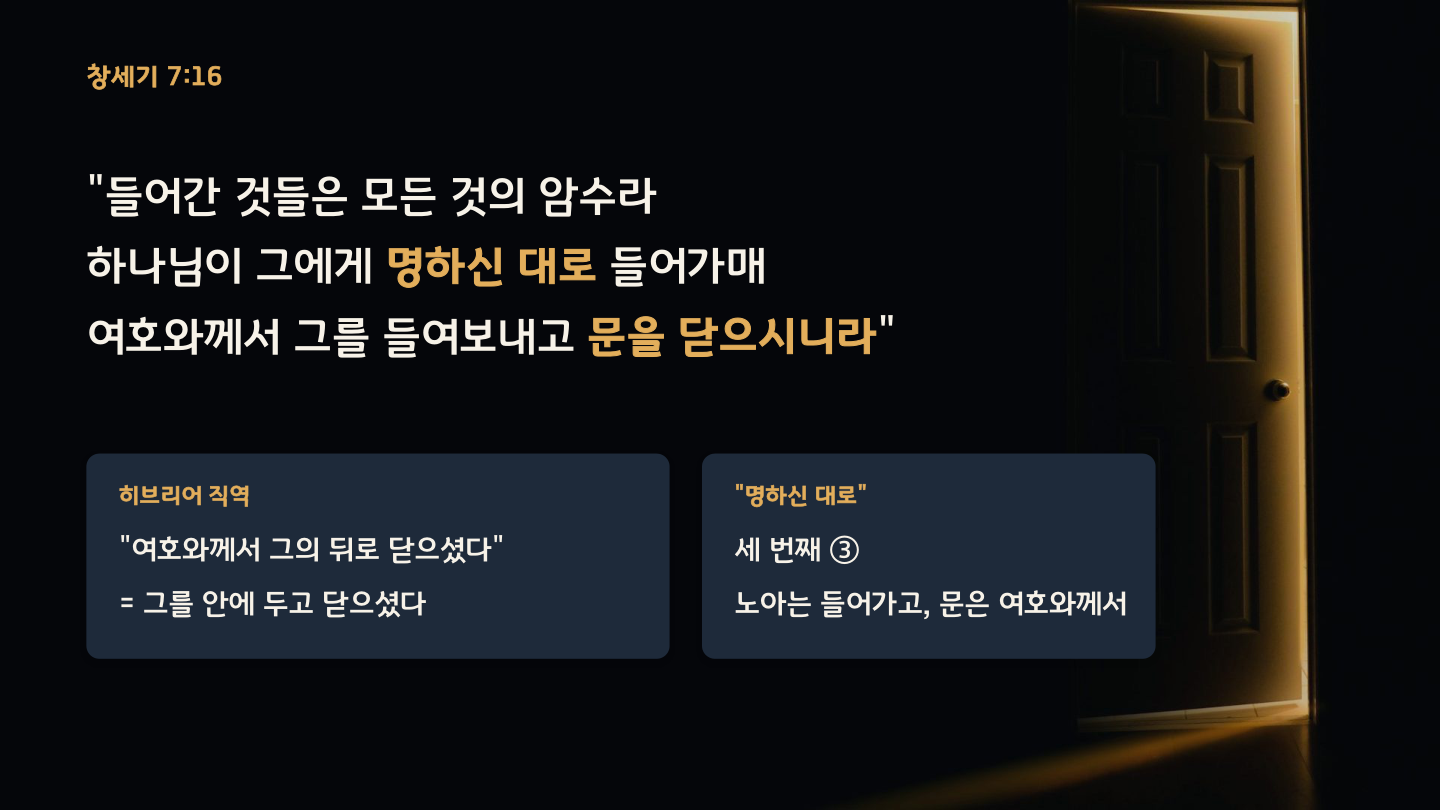 창세기 7:16
"들어간 것들은 모든 것의 암수라
하나님이 그에게 명하신 대로 들어가매
여호와께서 그를 들여보내고 문을 닫으시니라"
히브리어 직역
"여호와께서 그의 뒤로 닫으셨다"
= 그를 안에 두고 닫으셨다
"명하신 대로"
세 번째 ③
노아는 들어가고, 문은 여호와께서